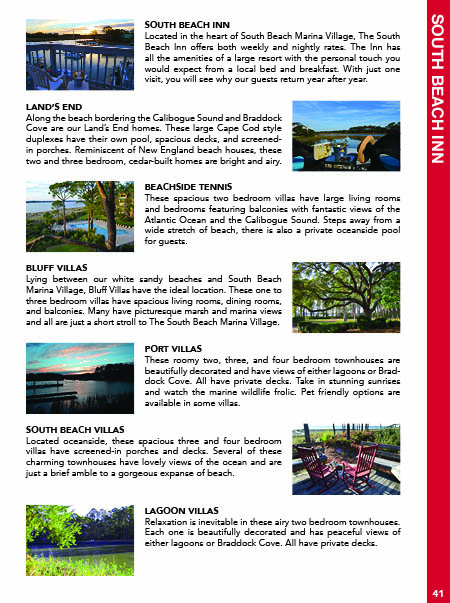 SOUTH BEACH INN
Located in the heart of South Beach Marina Village, The South
Beach Inn offers both weekly and nightly rates. The Inn has
all the amenities of a large resort with the personal touch you
would expect from a local bed and breakfast. With just one
visit, you will see why our guests return year after year.
LAND'S END
Along the beach bordering the Calibogue Sound and Braddock
Cove are our Land's End homes. These large Cape Cod style
duplexes have their own pool, spacious decks, and screened-
in porches. Reminiscent of New England beach houses, these
two and three bedroom, cedar-built homes are bright and airy.
BEACHSIDE TENNIS
These spacious two bedroom villas have large living rooms
and bedrooms featuring balconies with fantastic views of the
Atlantic Ocean and the Calibogue Sound. Steps away from a
wide stretch of beach, there is also a private oceanside pool
for guests.
BLUFF VILLAS
Lying between our white sandy beaches and South Beach
Marina Village, Bluff Villas have the ideal location. These one to
three bedroom villas have spacious living rooms, dining rooms,
and balconies. Many have picturesque marsh and marina views
and all are just a short stroll to The South Beach Marina Village.
PORT VILLAS
These roomy two, three, and four bedroom townhouses are
beautifully decorated and have views of either lagoons or Brad-
dock Cove. All have private decks. Take in stunning sunrises
and watch the marine wildlife frolic. Pet friendly options are
available in some villas.
SOUTH BEACH VILLAS
Located oceanside, these spacious three and four bedroom
villas have screened-in porches and decks. Several of these
charming townhouses have lovely views of the ocean and are
just a brief amble to a gorgeous expanse of beach.
LAGOON VILLAS
Relaxation is inevitable in these airy two bedroom townhouses.
Each one is beautifully decorated and has peaceful views of
either lagoons or Braddock Cove. All have private decks.
SOUTH BEACH INN
41